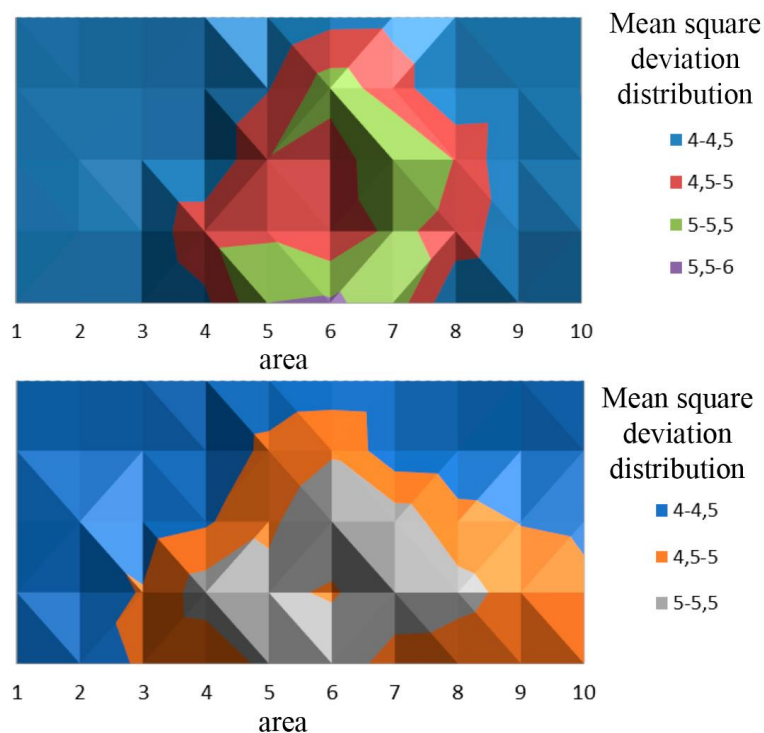 Mean square
deviation
distribution
4-4,5
4,5-5
5-5,5
5,5-6
1 2 3 4 5 6 7 8 9 10
area
Mean square
deviation
distribution
4-4,5
4,5-5
5-5,5
1 2 3 4 5 6 7 8 9 10
area